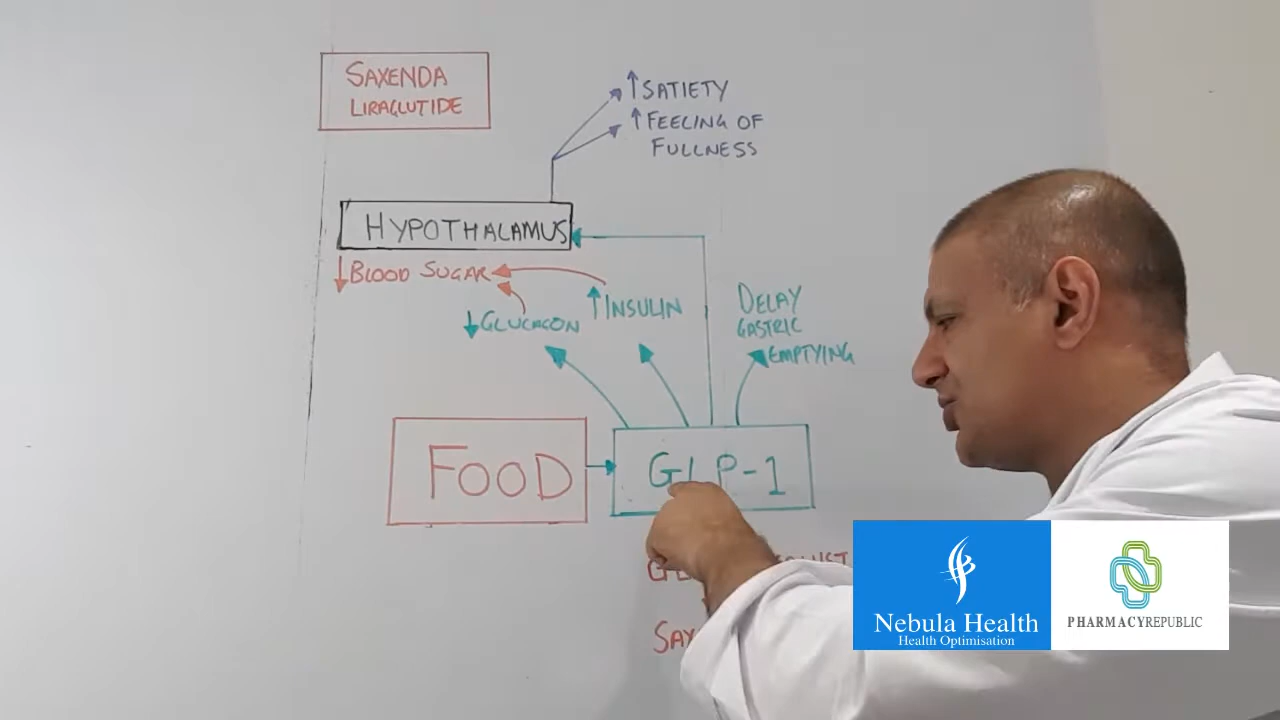 SAXENDA
LIRAGLUTIDE
↑ SATIETY
↑ FEELING OF
FULLNESS
HYPOTHALAMUS
↓ BLOOD SUGAR
↓ GLUCAGON
↑ INSULIN
DELAY
GASTRIC
EMPTYING
FOOD
GLP-1
Nebula Health
Health Optimisation
PHARMACYREPUBLIC